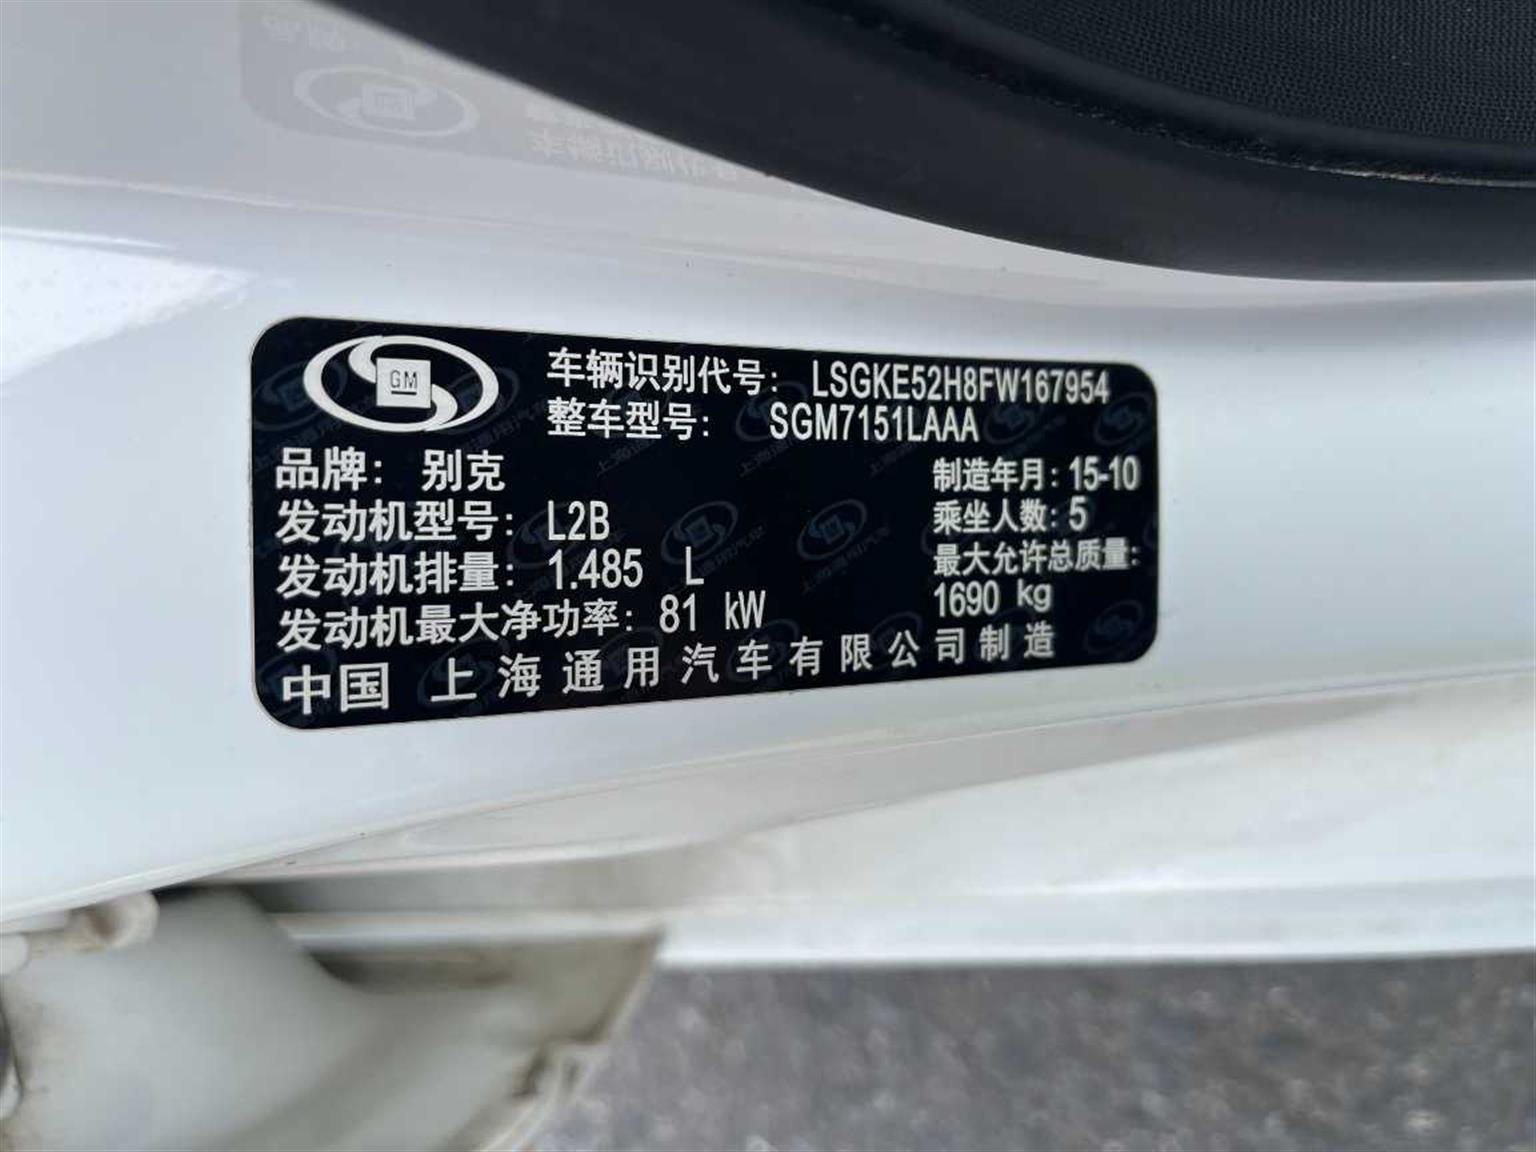 GM
车辆识别代号: LSGKE52H8FW167954
整车型号: SGM7151LAAA
品牌: 别克
制造年月: 15-10
发动机型号: L2B
乘坐人数: 5
发动机排量: 1.485 L
最大允许总质量:
1690 kg
发动机最大净功率: 81 kW
中国 上海通用汽车有限公司制造